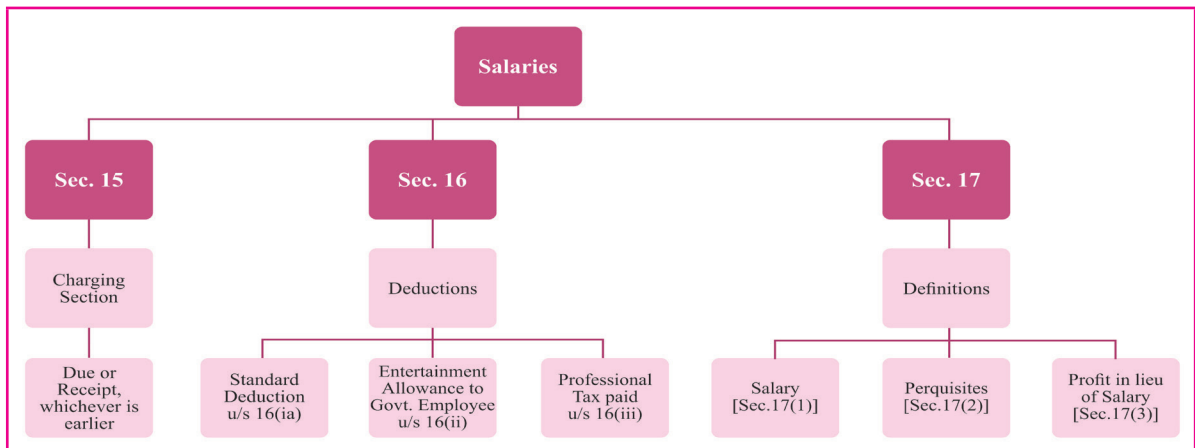 Salaries
Sec. 15
Sec. 16
Sec. 17
Charging
Section
Deductions
Definitions
Due or
Receipt,
whichever is
earlier
Standard
Deduction
u/s 16(ia)
Entertainment
Allowance to
Govt. Employee
u/s 16(ii)
Professional
Tax paid
u/s 16(iii)
Salary
[Sec.17(1)]
Perquisites
[Sec.17(2)]
Profit in lieu
of Salary
[Sec.17(3)]